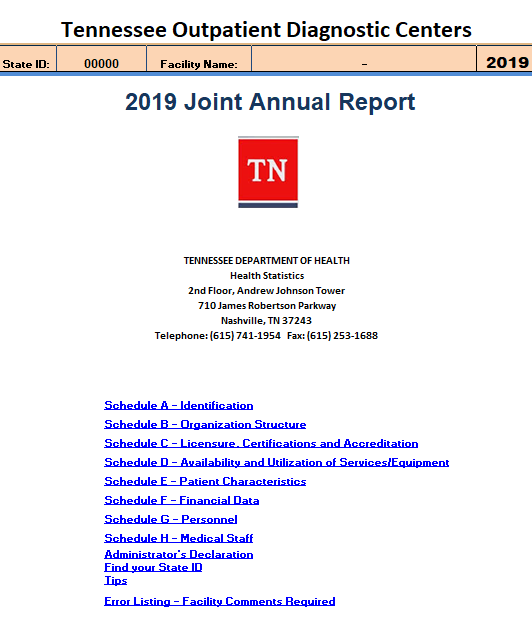 Tennessee Outpatient Diagnostic Centers
State ID: 00000 Facility Name: - 2019
2019 Joint Annual Report
TN
TENNESSEE DEPARTMENT OF HEALTH
Health Statistics
2nd Floor, Andrew Johnson Tower
710 James Robertson Parkway
Nashville, TN 37243
Telephone: (615) 741-1954 Fax: (615) 253-1688
Schedule A - Identification
Schedule B - Organization Structure
Schedule C - Licensure, Certifications and Accreditation
Schedule D - Availability and Utilization of Services/Equipment
Schedule E - Patient Characteristics
Schedule F - Financial Data
Schedule G - Personnel
Schedule H - Medical Staff
Administrator's Declaration
Find your State ID
Tips
Error Listing - Facility Comments Required